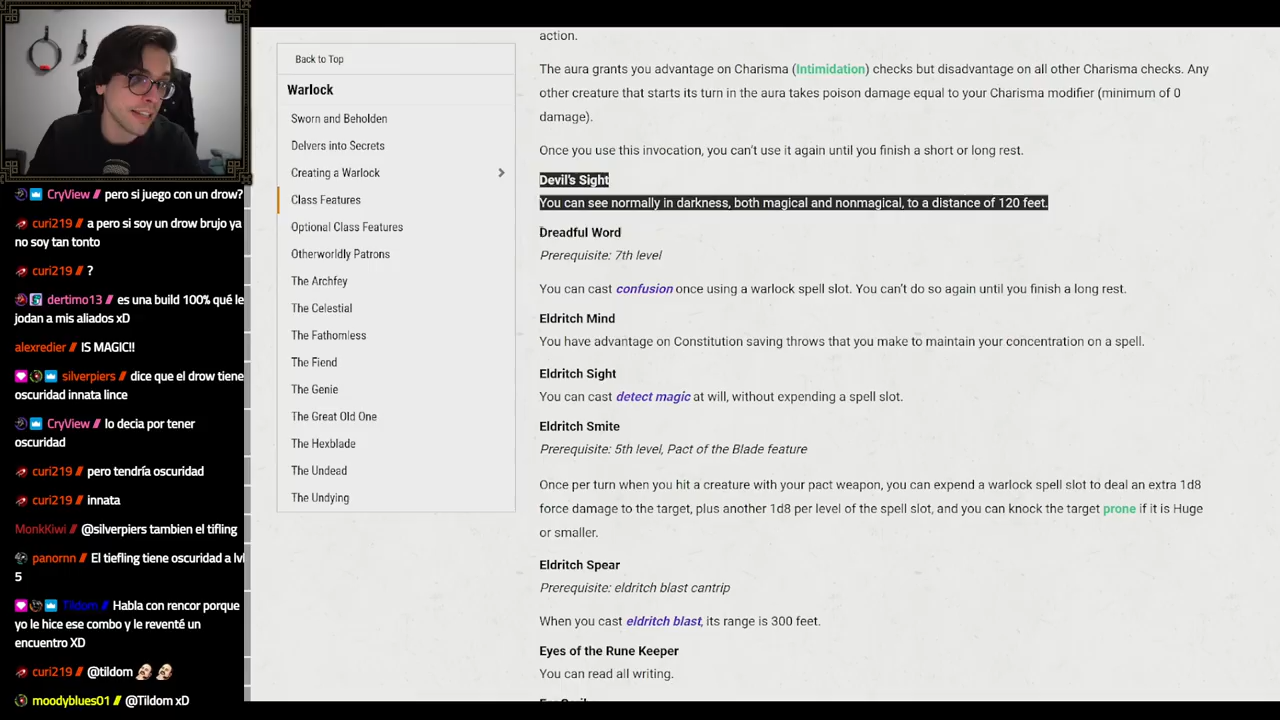 CryView // pero si juego con un drow?
curi219 // a pero si soy un drow brujo ya
no soy tan tonto
curi219 // ?
dertimo13 // es una build 100% qué le
jodan a mis aliados xD
alexredier // IS MAGIC!!
silverpiers // dice que el drow tiene
oscuridad innata lince
CryView // lo decia por tener
oscuridad
curi219 // pero tendría oscuridad
curi219 // innata
MonkKiwi // @silverpiers tambien el tifling
panornn // El tiefling tiene oscuridad a lvl
5
Tildom // Habla con rencor porque
yo le hice ese combo y le reventé un
encuentro XD
curi219 // @tildom
moodyblues01 // @Tildom xD
Back to Top
Warlock
Sworn and Beholden
Delvers into Secrets
Creating a Warlock
Class Features
Optional Class Features
Otherworldly Patrons
The Archfey
The Celestial
The Fathomless
The Fiend
The Genie
The Great Old One
The Hexblade
The Undead
The Undying
action.
The aura grants you advantage on Charisma (Intimidation) checks but disadvantage on all other Charisma checks. Any
other creature that starts its turn in the aura takes poison damage equal to your Charisma modifier (minimum of 0
damage).
Once you use this invocation, you can't use it again until you finish a short or long rest.
Devil's Sight
You can see normally in darkness, both magical and nonmagical, to a distance of 120 feet.
Dreadful Word
Prerequisite: 7th level
You can cast confusion once using a warlock spell slot. You can't do so again until you finish a long rest.
Eldritch Mind
You have advantage on Constitution saving throws that you make to maintain your concentration on a spell.
Eldritch Sight
You can cast detect magic at will, without expending a spell slot.
Eldritch Smite
Prerequisite: 5th level, Pact of the Blade feature
Once per turn when you hit a creature with your pact weapon, you can expend a warlock spell slot to deal an extra 1d8
force damage to the target, plus another 1d8 per level of the spell slot, and you can knock the target prone if it is Huge
or smaller.
Eldritch Spear
Prerequisite: eldritch blast cantrip
When you cast eldritch blast, its range is 300 feet.
Eyes of the Rune Keeper
You can read all writing.